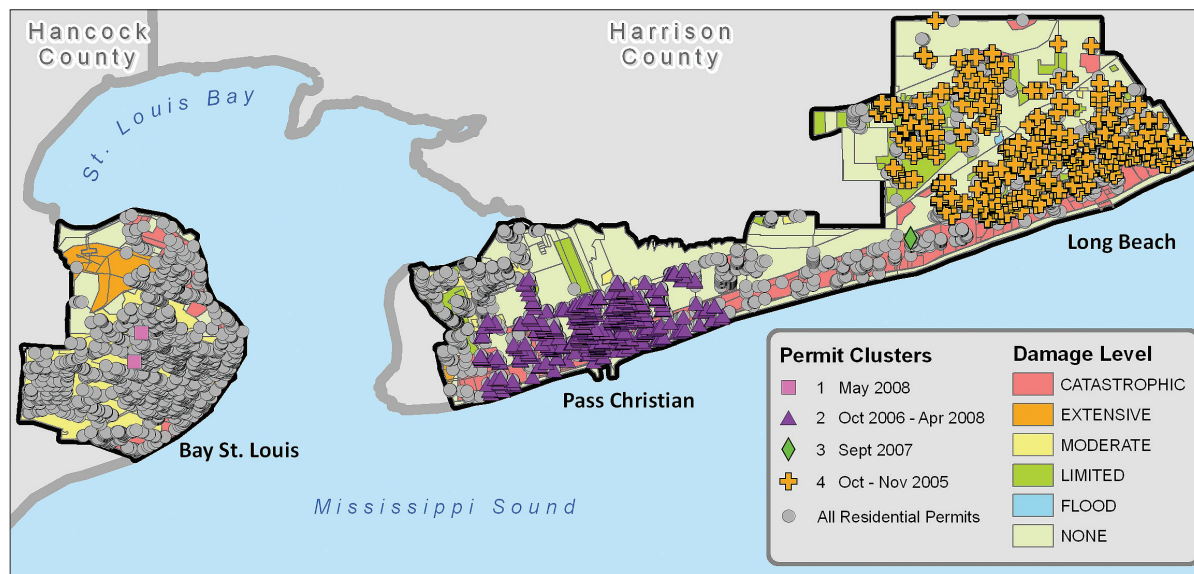 Hancock
County
Harrison
County
St. Louis Bay
Long Beach
Pass Christian
Bay St. Louis
Mississippi Sound
Permit Clusters
1 May 2008
2 Oct 2006 - Apr 2008
3 Sept 2007
4 Oct - Nov 2005
All Residential Permits
Damage Level
CATASTROPHIC
EXTENSIVE
MODERATE
LIMITED
FLOOD
NONE